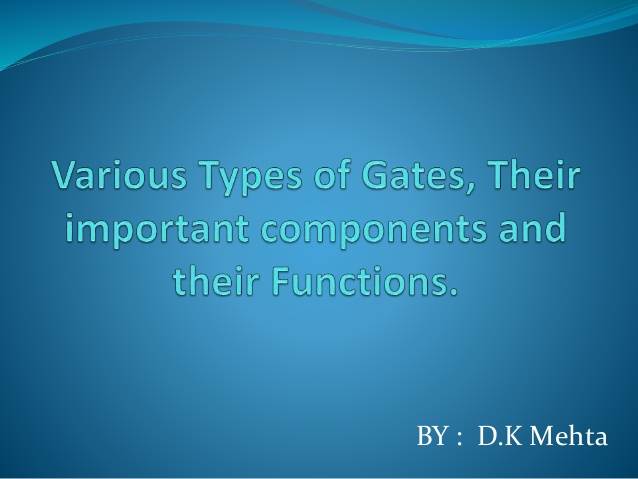 Various Types of Gates, Their
important components and
their Functions.
BY : D.K Mehta